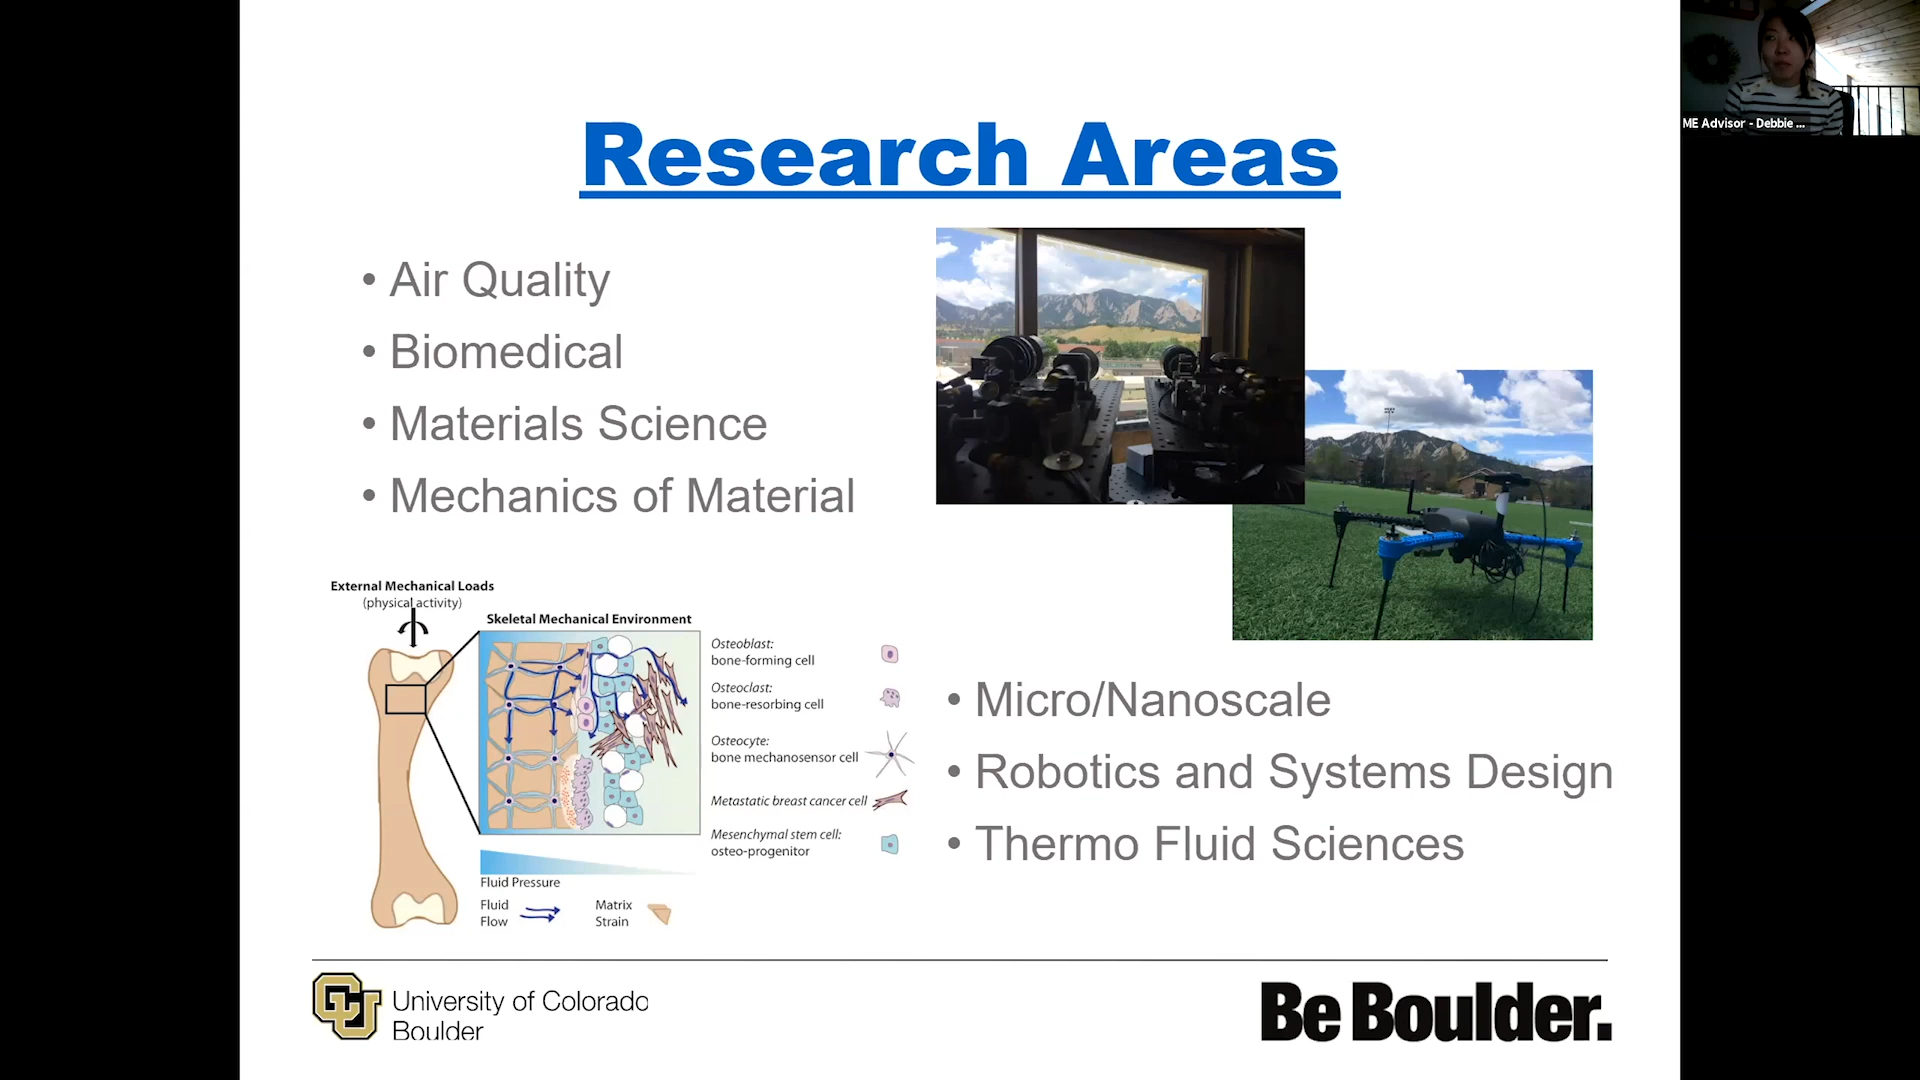 ME Advisor - Debbie ...
Research Areas
• Air Quality
• Biomedical
• Materials Science
• Mechanics of Material
External Mechanical Loads
(physical activity)
Skeletal Mechanical Environment
Osteoblast:
bone-forming cell
Osteoclast:
bone-resorbing cell
Osteocyte:
bone mechanosensor cell
Metastatic breast cancer cell
Mesenchymal stem cell:
osteo-progenitor
Fluid Pressure
Fluid
Flow
Matrix
Strain
• Micro/Nanoscale
• Robotics and Systems Design
• Thermo Fluid Sciences
CU
University of Colorado
Boulder
Be Boulder.